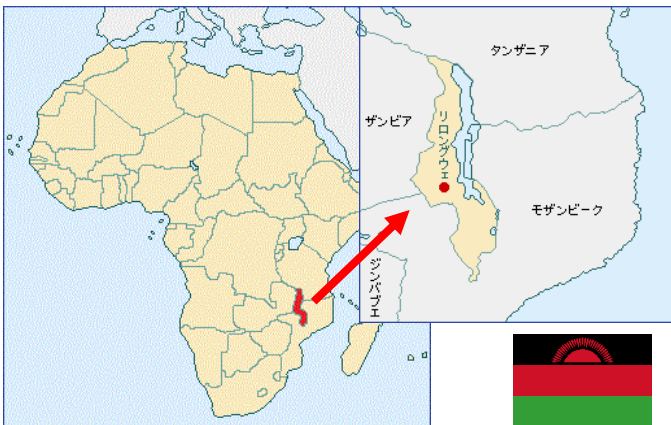 タンザニア
ザンビア
リロングウェ
モザンビーク
ジンバブエ